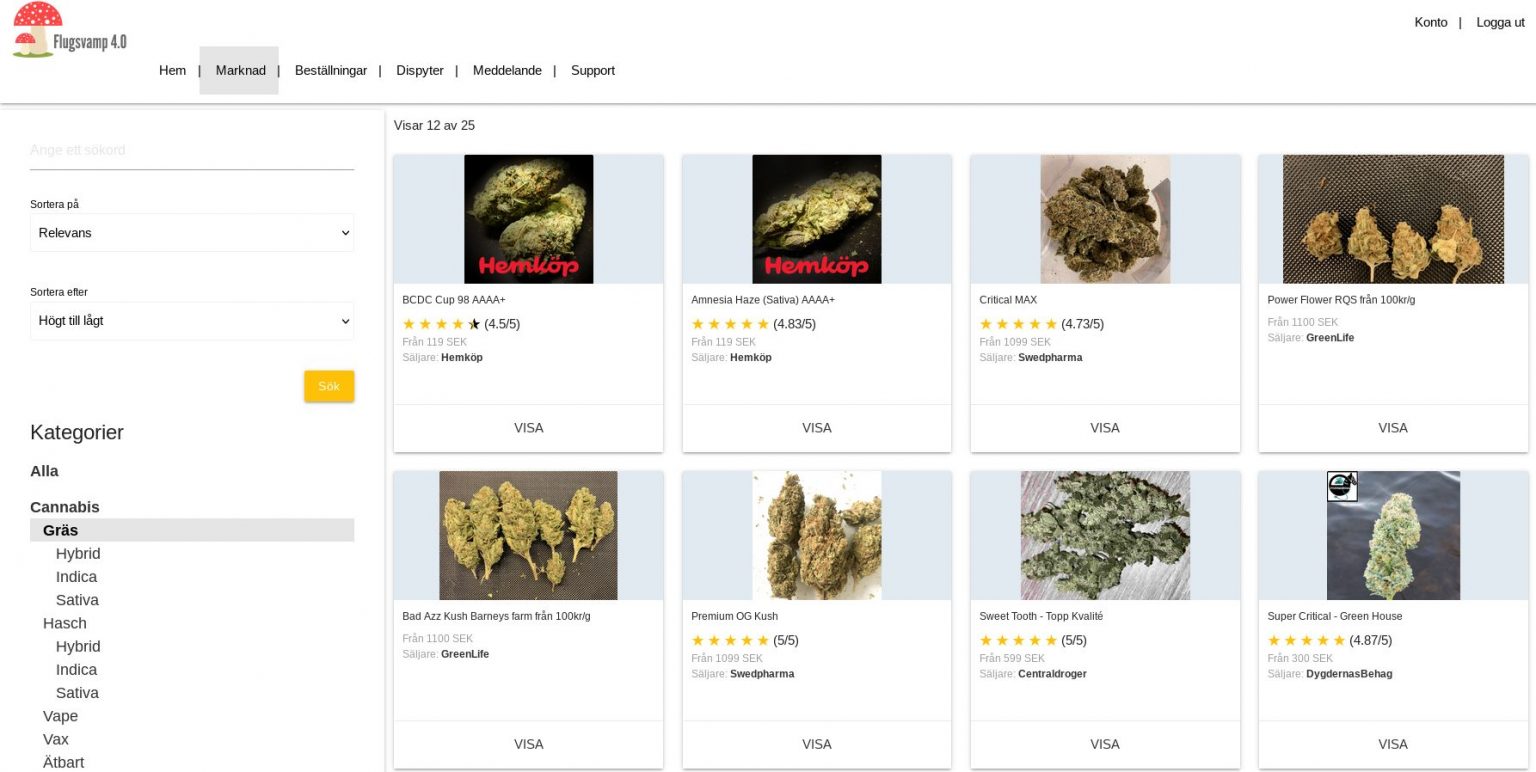 Flugsvamp 4.0
Konto | Logga ut
Hem | Marknad | Beställningar | Dispyter | Meddelande | Support
Ange ett sökord
Sortera på
Relevans
Sortera efter
Högt till lågt
Sök
Kategorier
Alla
Cannabis
Gräs
Hybrid
Indica
Sativa
Hasch
Hybrid
Indica
Sativa
Vape
Vax
Ätbart
Visar 12 av 25
Hemköp
BCDC Cup 98 AAAA+
(4.5/5)
Från 119 SEK
Säljare: Hemköp
VISA
Hemköp
Amnesia Haze (Sativa) AAAA+
(4.83/5)
Från 119 SEK
Säljare: Hemköp
VISA
Critical MAX
(4.73/5)
Från 1099 SEK
Säljare: Swedpharma
VISA
Power Flower RQS från 100kr/g
Från 1100 SEK
Säljare: GreenLife
VISA
Bad Azz Kush Barneys farm från 100kr/g
Från 1100 SEK
Säljare: GreenLife
VISA
Premium OG Kush
(5/5)
Från 1099 SEK
Säljare: Swedpharma
VISA
Sweet Tooth - Topp Kvalité
(5/5)
Från 599 SEK
Säljare: Centraldroger
VISA
Super Critical - Green House
(4.87/5)
Från 300 SEK
Säljare: DygdernasBehag
VISA